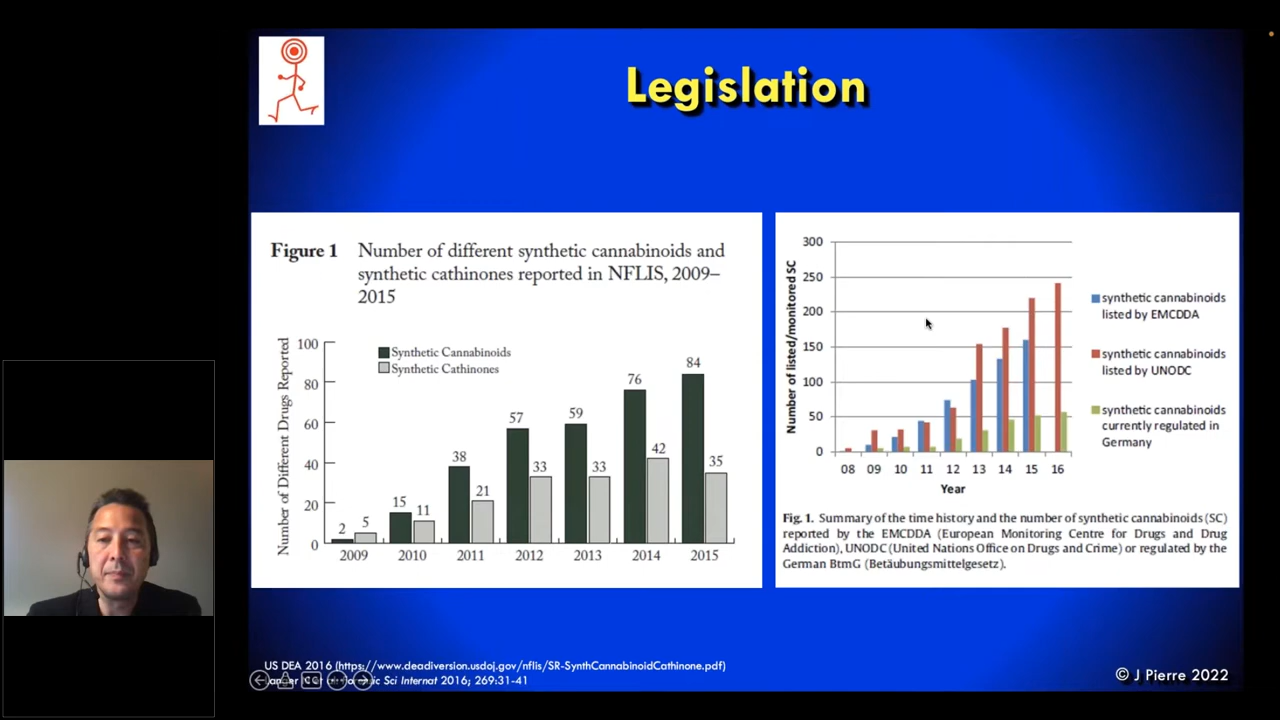 Legislation
Figure 1 Number of different synthetic cannabinoids and
synthetic cathinones reported in NFLIS, 2009–
2015
Number of Different Drugs Reported
100
80
60
40
20
0
Synthetic Cannabinoids
Synthetic Cathinones
2 5
15 11
38 21
57 33
59 33
76 42
84 35
2009 2010 2011 2012 2013 2014 2015
Number of listed/monitored SC
300
250
200
150
100
50
0
08 09 10 11 12 13 14 15 16
Year
synthetic cannabinoids
listed by EMCDDA
synthetic cannabinoids
listed by UNODC
synthetic cannabinoids
currently regulated in
Germany
Fig. 1. Summary of the time history and the number of synthetic cannabinoids (SC)
reported by the EMCDDA (European Monitoring Centre for Drugs and Drug
Addiction), UNODC (United Nations Office on Drugs and Crime) or regulated by the
German BtmG (Betäubungsmittelgesetz).
US DEA 2016 (https://www.deadiversion.usdoj.gov/nflis/SR-SynthCannabinoidCathinone.pdf)
Sci Internat 2016; 269:31-41
© J Pierre 2022